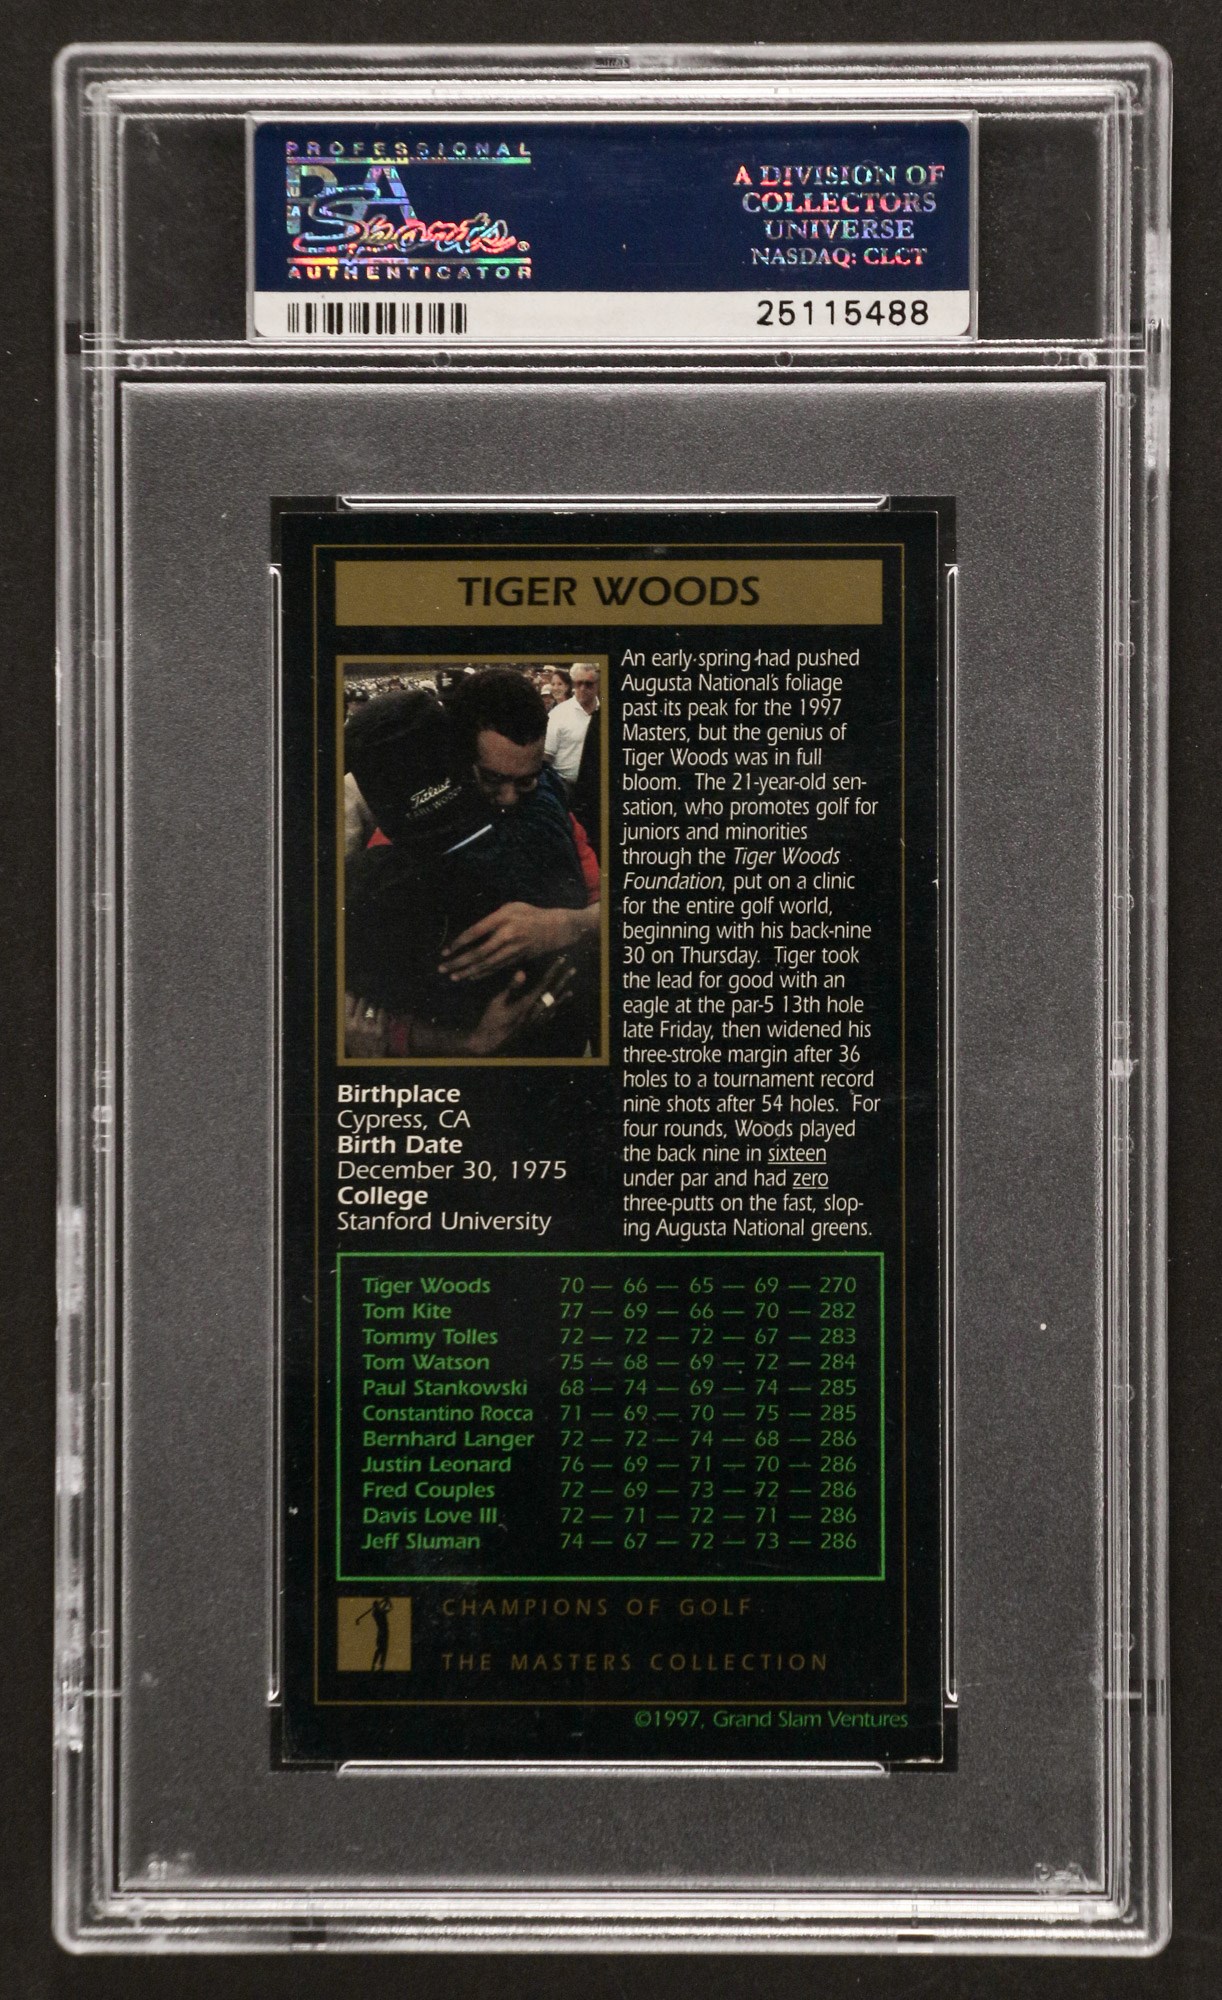 PROFESSIONAL
PSA
Sports
AUTHENTICATOR
A DIVISION OF
COLLECTORS
UNIVERSE
NASDAQ: CLCT
25115488
TIGER WOODS
Titleist
EARL WOODS
An early spring had pushed
Augusta National's foliage
past its peak for the 1997
Masters, but the genius of
Tiger Woods was in full
bloom. The 21-year-old sen-
sation, who promotes golf for
juniors and minorities
through the Tiger Woods
Foundation, put on a clinic
for the entire golf world,
beginning with his back-nine
30 on Thursday. Tiger took
the lead for good with an
eagle at the par-5 13th hole
late Friday, then widened his
three-stroke margin after 36
holes to a tournament record
nine shots after 54 holes. For
four rounds, Woods played
the back nine in sixteen
under par and had zero
three-putts on the fast, slop-
ing Augusta National greens.
Birthplace
Cypress, CA
Birth Date
December 30, 1975
College
Stanford University
Tiger Woods 70 — 66 — 65 — 69 — 270
Tom Kite 77 — 69 — 66 — 70 — 282
Tommy Tolles 72 — 72 — 72 — 67 — 283
Tom Watson 75 — 68 — 69 — 72 — 284
Paul Stankowski 68 — 74 — 69 — 74 — 285
Constantino Rocca 71 — 69 — 70 — 75 — 285
Bernhard Langer 72 — 72 — 74 — 68 — 286
Justin Leonard 76 — 69 — 71 — 70 — 286
Fred Couples 72 — 69 — 73 — 72 — 286
Davis Love III 72 — 71 — 72 — 71 — 286
Jeff Sluman 74 — 67 — 72 — 73 — 286
CHAMPIONS OF GOLF
THE MASTERS COLLECTION
©1997, Grand Slam Ventures